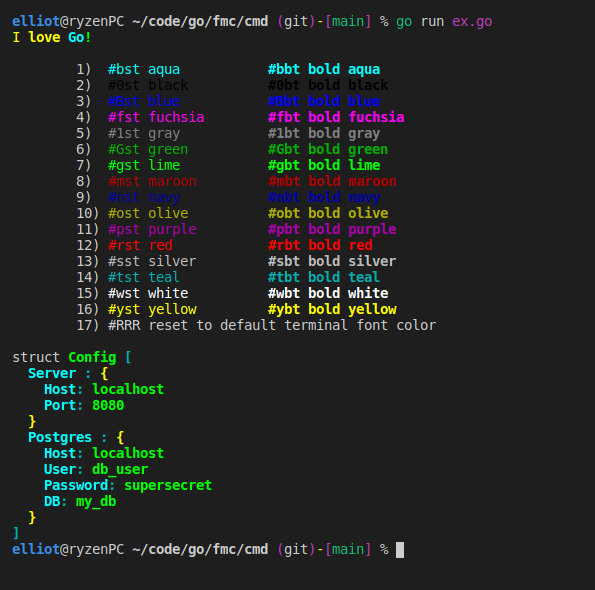 elliot@ryzenPC ~/code/go/fmc/cmd (git)-[main] % go run ex.go
I love Go!
1) #bst aqua #bbt bold aqua
2) #0st black #0bt bold black
3) #Bst blue #Bbt bold blue
4) #fst fuchsia #fbt bold fuchsia
5) #1st gray #1bt bold gray
6) #Gst green #Gbt bold green
7) #gst lime #gbt bold lime
8) #mst maroon #mbt bold maroon
9) #nst navy #nbt bold navy
10) #ost olive #obt bold olive
11) #pst purple #pbt bold purple
12) #rst red #rbt bold red
13) #sst silver #sbt bold silver
14) #tst teal #tbt bold teal
15) #wst white #wbt bold white
16) #yst yellow #ybt bold yellow
17) #RRR reset to default terminal font color
struct Config [
Server : {
Host: localhost
Port: 8080
}
Postgres : {
Host: localhost
User: db_user
Password: supersecret
DB: my_db
}
]
elliot@ryzenPC ~/code/go/fmc/cmd (git)-[main] %